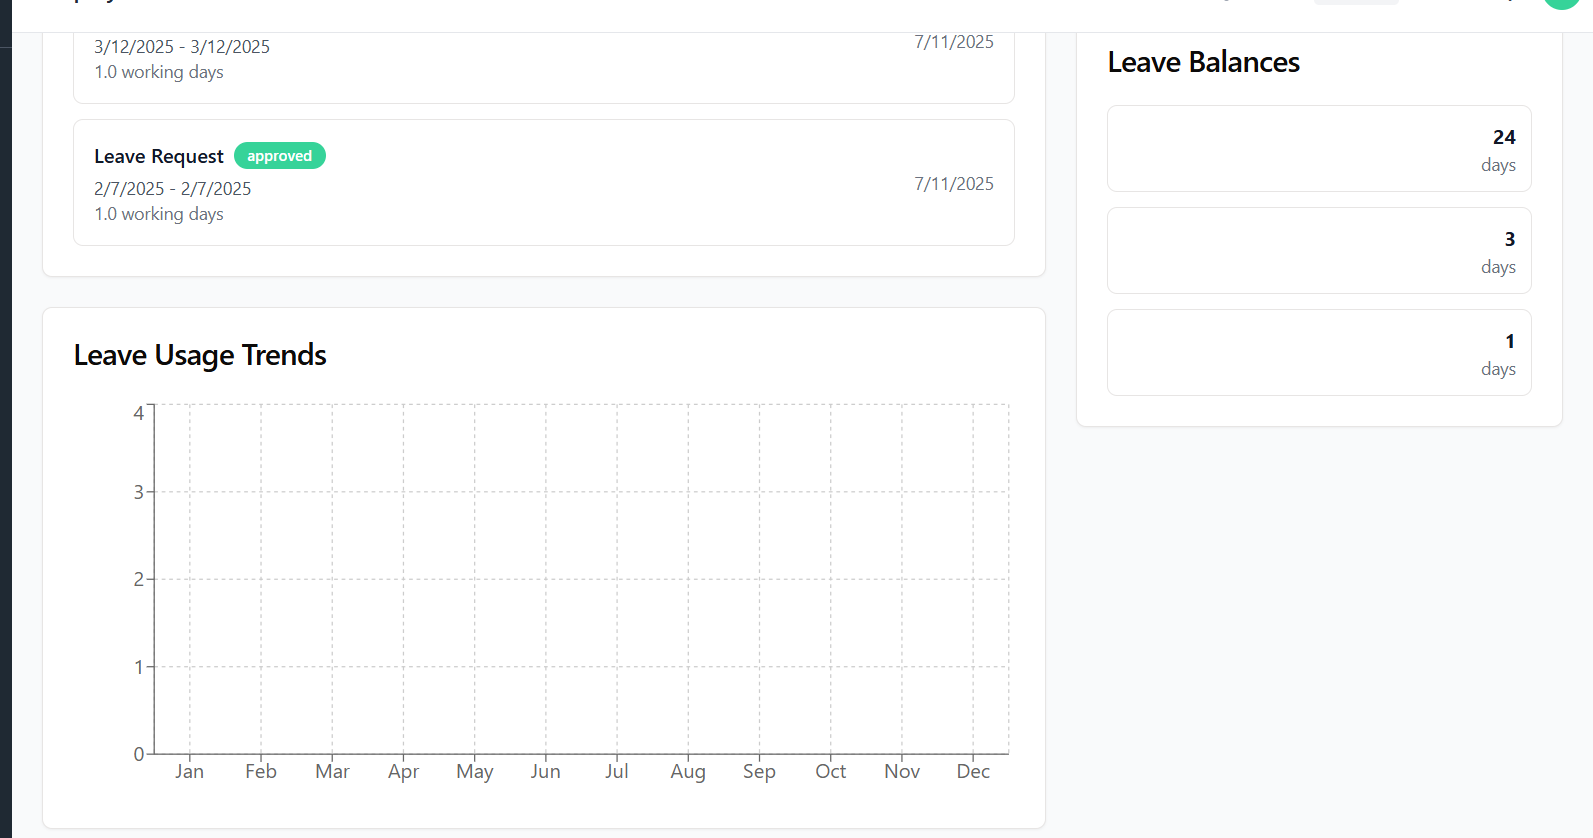 3/12/2025 - 3/12/2025
7/11/2025
1.0 working days
Leave Request approved
2/7/2025 - 2/7/2025
7/11/2025
1.0 working days
Leave Usage Trends
4
3
2
1
0
Jan Feb Mar Apr May Jun Jul Aug Sep Oct Nov Dec
Leave Balances
24
days
3
days
1
days